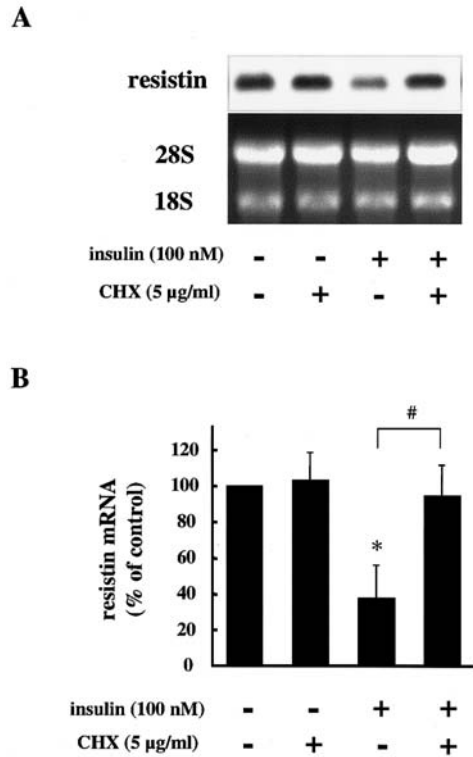 A
resistin
28S
18S
insulin (100 nM) - - + +
CHX (5 µg/ml) - + - +
B
#
120
100
80
60
40
20
0
*
resistin mRNA
(% of control)
insulin (100 nM) - - + +
CHX (5 µg/ml) - + - +